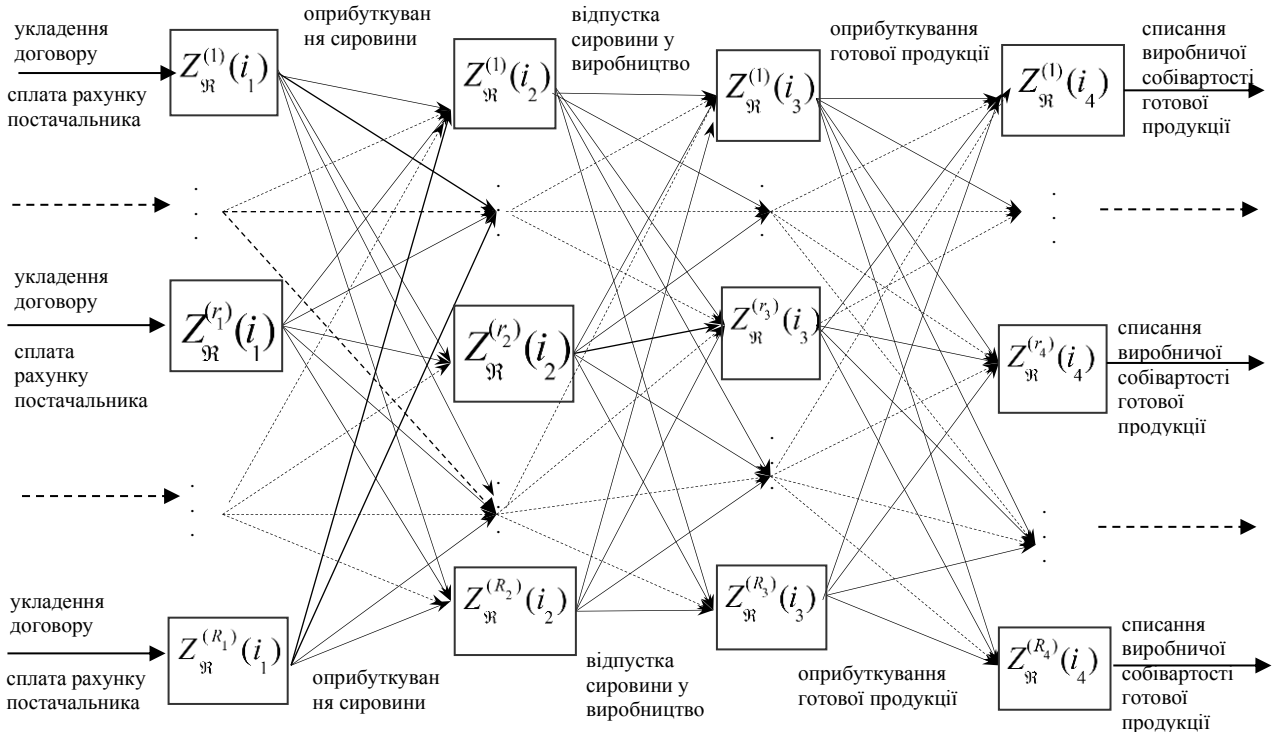 укладення
договору
сплата рахунку
постачальника
Z_ℜ^(1)(i_1)
оприбуткуван
ня сировини
Z_ℜ^(1)(i_2)
відпустка
сировини у
виробництво
Z_ℜ^(1)(i_3)
оприбуткування
готової продукції
Z_ℜ^(1)(i_4)
списання
виробничої
собівартості
готової
продукції
укладення
договору
сплата
рахунку
постачальника
Z_ℜ^(r_1)(i_1)
Z_ℜ^(r_2)(i_2)
Z_ℜ^(r_3)(i_3)
Z_ℜ^(r_4)(i_4)
списання
виробничої
собівартості
готової
продукції
укладення
договору
сплата рахунку
постачальника
Z_ℜ^(R_1)(i_1)
оприбуткуван
ня сировини
Z_ℜ^(R_2)(i_2)
відпустка
сировини у
виробництво
Z_ℜ^(R_3)(i_3)
оприбуткування
готової продукції
Z_ℜ^(R_4)(i_4)
списання
виробничої
собівартості
готової
продукції